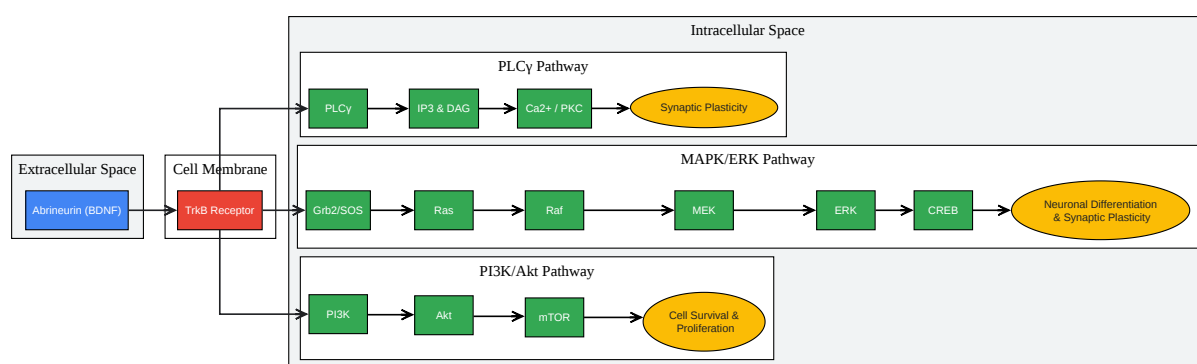 Intracellular Space
PLCγ Pathway
PLCγ
IP3 & DAG
Ca2+ / PKC
Synaptic Plasticity
Extracellular Space
Abrineurin (BDNF)
Cell Membrane
TrkB Receptor
MAPK/ERK Pathway
Grb2/SOS
Ras
Raf
MEK
ERK
CREB
Neuronal Differentiation
& Synaptic Plasticity
PI3K/Akt Pathway
PI3K
Akt
mTOR
Cell Survival &
Proliferation